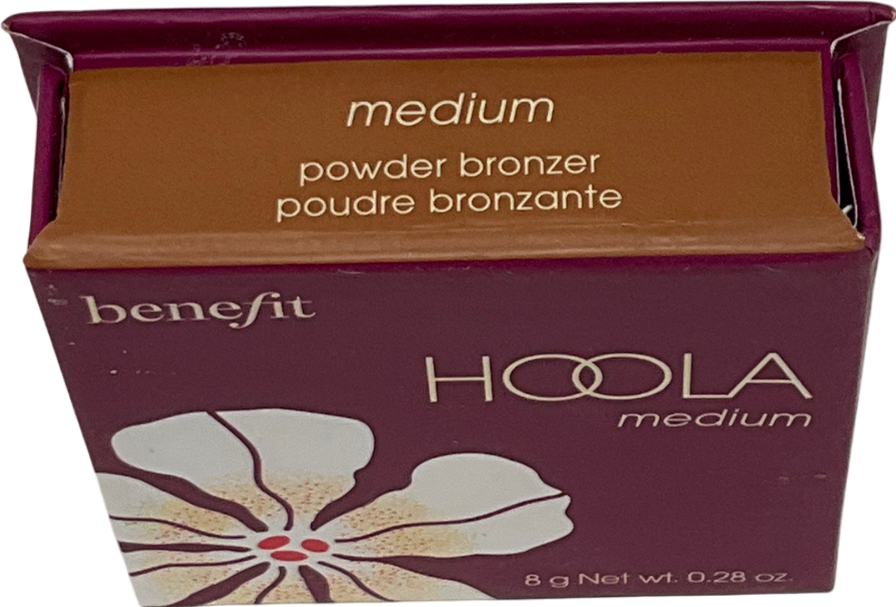 medium
powder bronzer
poudre bronzante
benefit
HOOLA
medium
8 g Net wt. 0.28 oz.